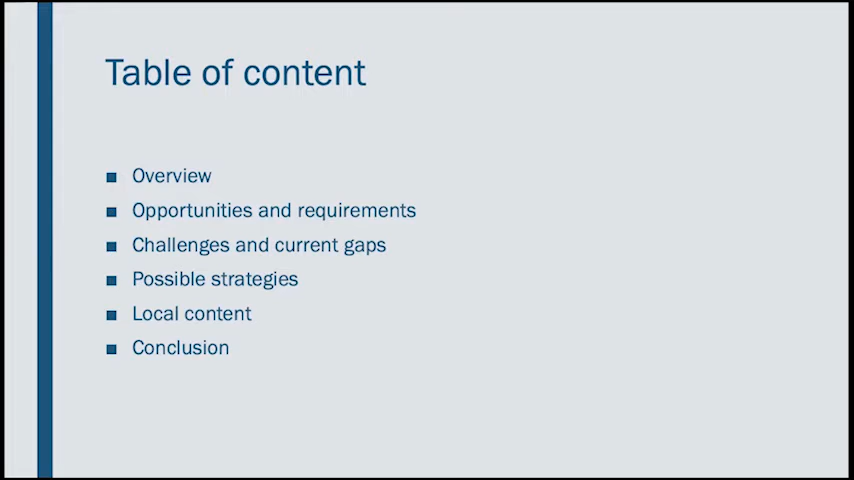 Table of content
Overview
Opportunities and requirements
Challenges and current gaps
Possible strategies
Local content
Conclusion